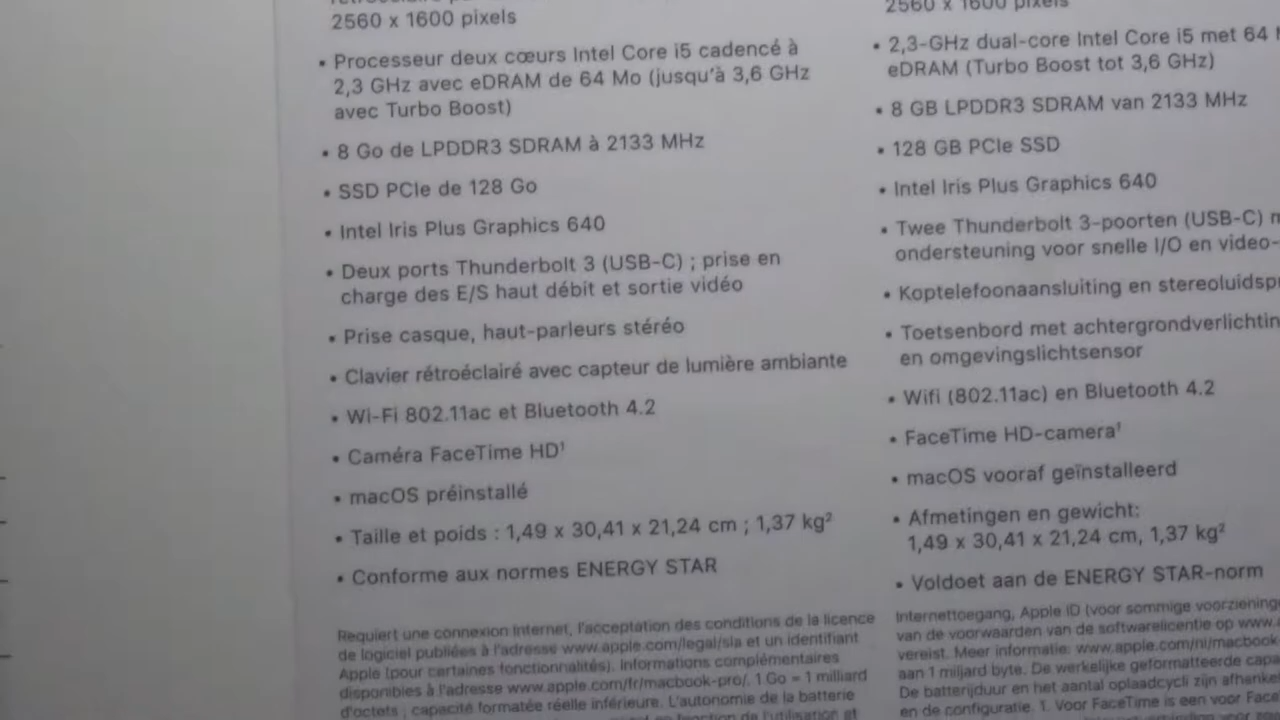 2560 x 1600 pixels
• Processeur deux cœurs Intel Core i5 cadencé à
2,3 GHz avec eDRAM de 64 Mo (jusqu'à 3,6 GHz
avec Turbo Boost)
• 8 Go de LPDDR3 SDRAM à 2133 MHz
• SSD PCIe de 128 Go
• Intel Iris Plus Graphics 640
• Deux ports Thunderbolt 3 (USB-C) ; prise en
charge des E/S haut débit et sortie vidéo
• Prise casque, haut-parleurs stéréo
• Clavier rétroéclairé avec capteur de lumière ambiante
• Wi-Fi 802.11ac et Bluetooth 4.2
• Caméra FaceTime HD¹
• macOS préinstallé
• Taille et poids : 1,49 x 30,41 x 21,24 cm ; 1,37 kg²
• Conforme aux normes ENERGY STAR
Requiert une connexion Internet, l'acceptation des conditions de la licence
de logiciel publiées à l'adresse www.apple.com/legal/sla et un identifiant
Apple (pour certaines fonctionnalités). Informations complémentaires
disponibles à l'adresse www.apple.com/fr/macbook-pro/. 1 Go = 1 milliard
d'octets ; capacité formatée réelle inférieure. L'autonomie de la batterie
2560 x 1600 pixels
• 2,3-GHz dual-core Intel Core i5 met 64
eDRAM (Turbo Boost tot 3,6 GHz)
• 8 GB LPDDR3 SDRAM van 2133 MHz
• 128 GB PCIe SSD
• Intel Iris Plus Graphics 640
• Twee Thunderbolt 3-poorten (USB-C)
ondersteuning voor snelle I/O en video-
• Koptelefoonaansluiting en
• Toetsenbord met
en omgevingslichtsensor
• Wifi (802.11ac) en Bluetooth 4.2
• FaceTime HD-camera¹
• macOS vooraf geïnstalleerd
• Afmetingen en gewicht:
1,49 x 30,41 x 21,24 cm, 1,37 kg²
• Voldoet aan de ENERGY STAR-norm
Internettoegang, Apple ID (voor sommige
van de voorwaarden van de softwarelicentie op
vereist. Meer informatie:
aan 1 miljard byte. De werkelijke geformatteerde
De batterijduur en het aantal oplaadcycli zijn
en de configuratie. 1. Voor FaceTime is een voor